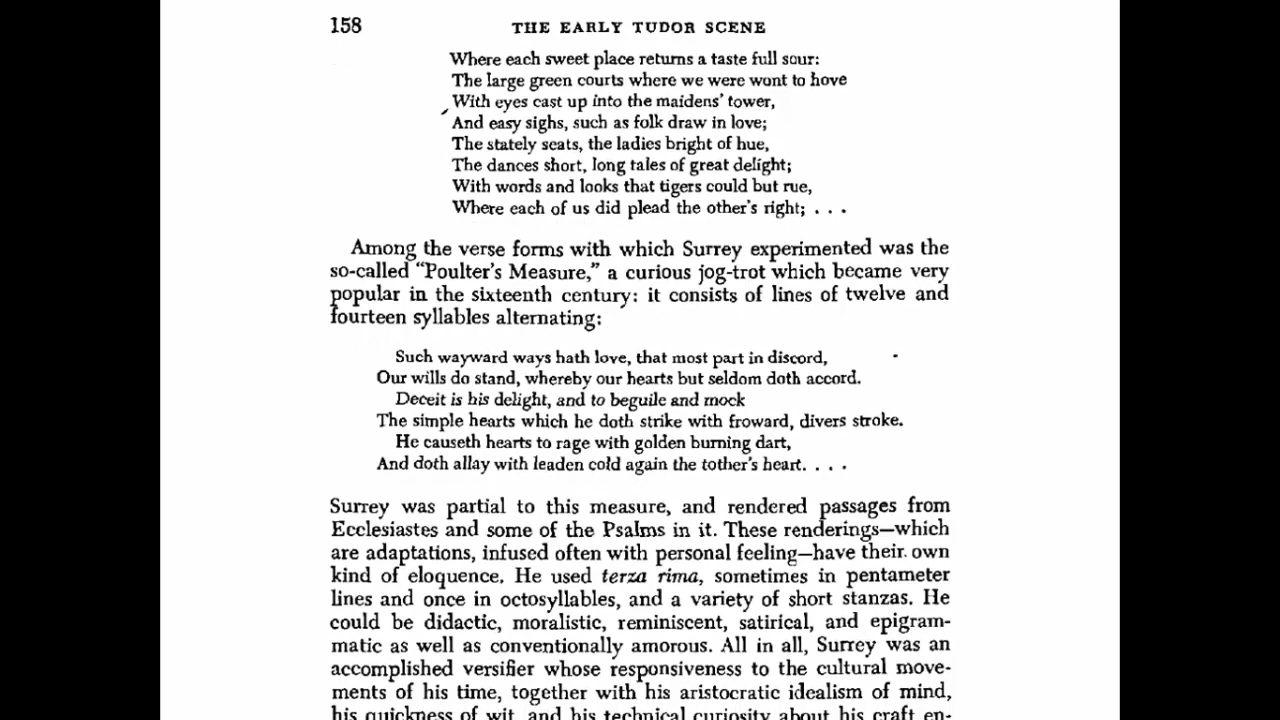 158 THE EARLY TUDOR SCENE
Where each sweet place returns a taste full sour:
The large green courts where we were wont to hove
With eyes cast up into the maidens' tower,
And easy sighs, such as folk draw in love;
The stately seats, the ladies bright of hue,
The dances short, long tales of great delight;
With words and looks that tigers could but rue,
Where each of us did plead the other's right; . . .
Among the verse forms with which Surrey experimented was the
so-called "Poulter's Measure," a curious jog-trot which became very
popular in the sixteenth century: it consists of lines of twelve and
fourteen syllables alternating:
Such wayward ways hath love, that most part in discord,
Our wills do stand, whereby our hearts but seldom doth accord.
Deceit is his delight, and to beguile and mock
The simple hearts which he doth strike with froward, divers stroke.
He causeth hearts to rage with golden burning dart,
And doth allay with leaden cold again the tother's heart. . . .
Surrey was partial to this measure, and rendered passages from
Ecclesiastes and some of the Psalms in it. These renderings—which
are adaptations, infused often with personal feeling—have their own
kind of eloquence. He used terza rima, sometimes in pentameter
lines and once in octosyllables, and a variety of short stanzas. He
could be didactic, moralistic, reminiscent, satirical, and epigram-
matic as well as conventionally amorous. All in all, Surrey was an
accomplished versifier whose responsiveness to the cultural move-
ments of his time, together with his aristocratic idealism of mind,
his quickness of wit, and his technical curiosity about his craft en-